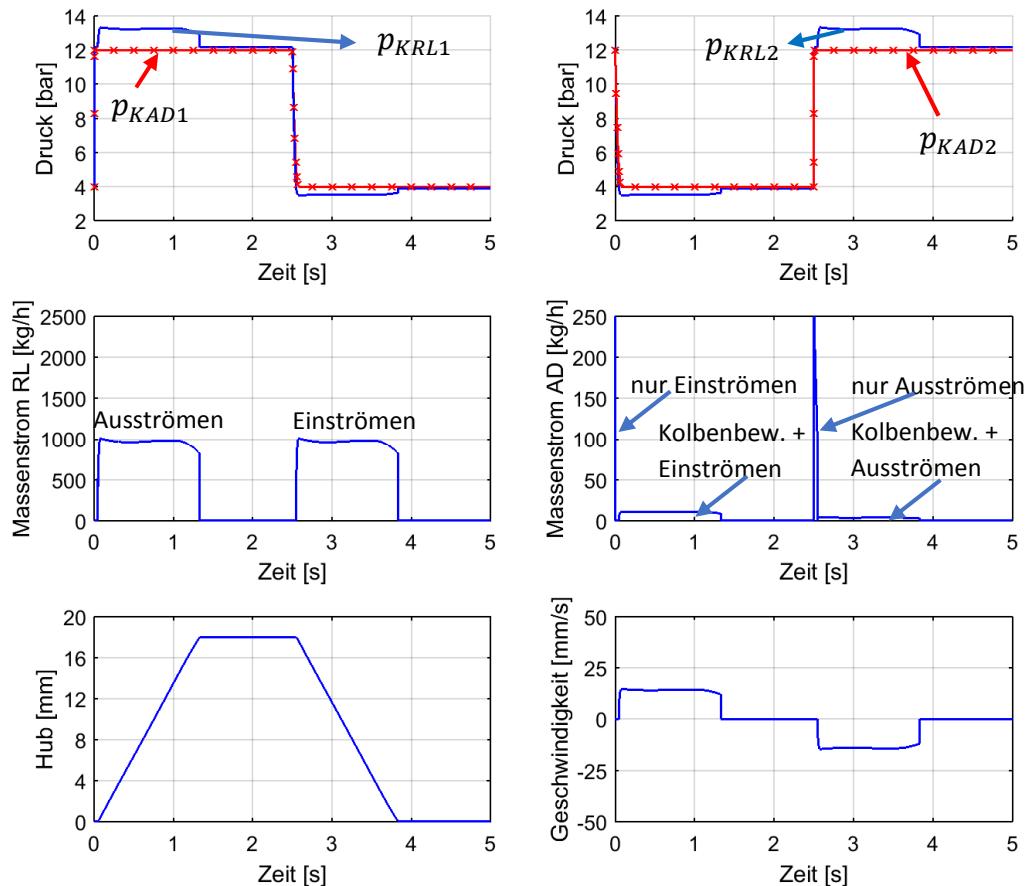 Druck [bar]
14
12
10
8
6
4
2
0 1 2 3 4 5
Zeit [s]
p_KRL1
p_KAD1
Druck [bar]
14
12
10
8
6
4
2
0 1 2 3 4 5
Zeit [s]
p_KRL2
p_KAD2
Massenstrom RL [kg/h]
2500
2000
1500
1000
500
0
0 1 2 3 4 5
Zeit [s]
Ausströmen
Einströmen
Massenstrom AD [kg/h]
250
200
150
100
50
0
0 1 2 3 4 5
Zeit [s]
nur Einströmen
Kolbenbew. +
Einströmen
nur Ausströmen
Kolbenbew. +
Ausströmen
Hub [mm]
20
16
12
8
4
0
0 1 2 3 4 5
Zeit [s]
Geschwindigkeit [mm/s]
50
25
0
-25
-50
0 1 2 3 4 5
Zeit [s]